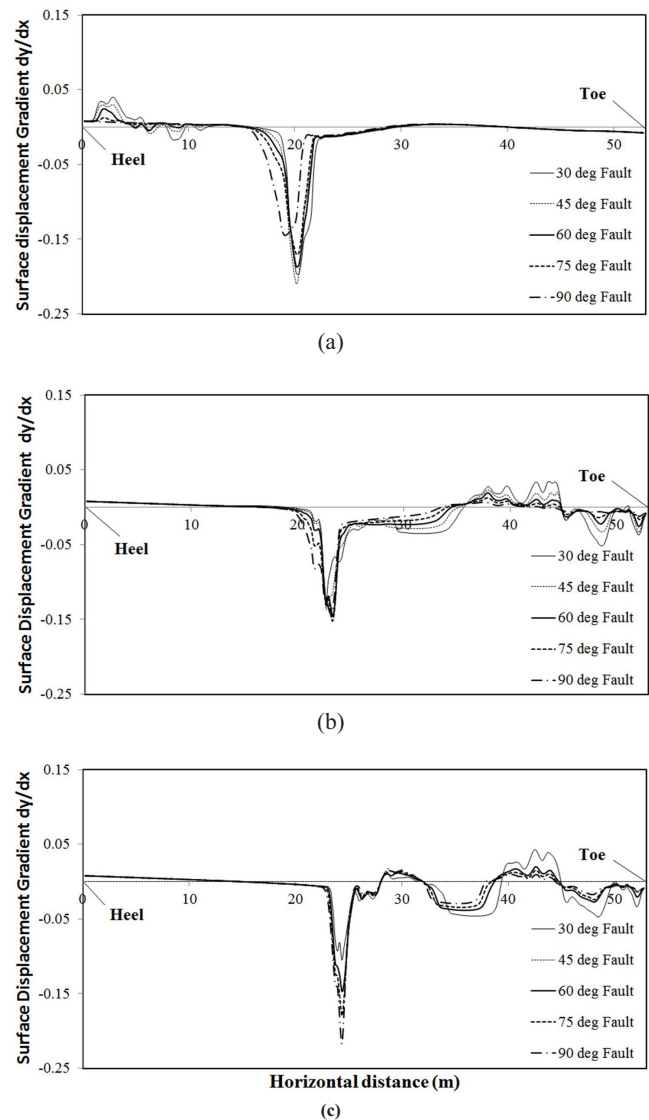 Surface displacement Gradient dy/dx
0.15
0.05
-0.05
-0.15
-0.25
0
10
20
30
40
50
Heel
Toe
30 deg Fault
45 deg Fault
60 deg Fault
75 deg Fault
90 deg Fault
(a)
Surface Displacement Gradient dy/dx
0.15
0.05
-0.05
-0.15
-0.25
0
10
20
30
40
50
Heel
Toe
30 deg Fault
45 deg Fault
60 deg Fault
75 deg Fault
90 deg Fault
(b)
Surface Displacement Gradient dy/dx
0.15
0.05
-0.05
-0.15
-0.25
0
10
20
30
40
50
Heel
Toe
30 deg Fault
45 deg Fault
60 deg Fault
75 deg Fault
90 deg Fault
Horizontal distance (m)
(c)